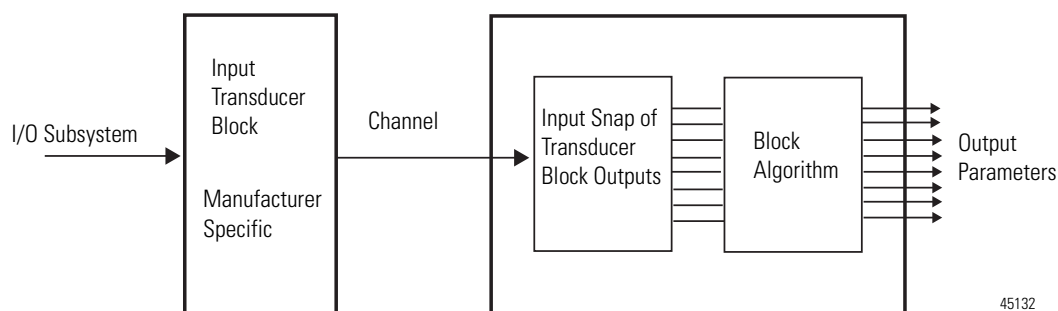 I/O Subsystem
Input
Transducer
Block
Manufacturer
Specific
Channel
Input Snap of
Transducer
Block Outputs
Block
Algorithm
Output
Parameters
45132